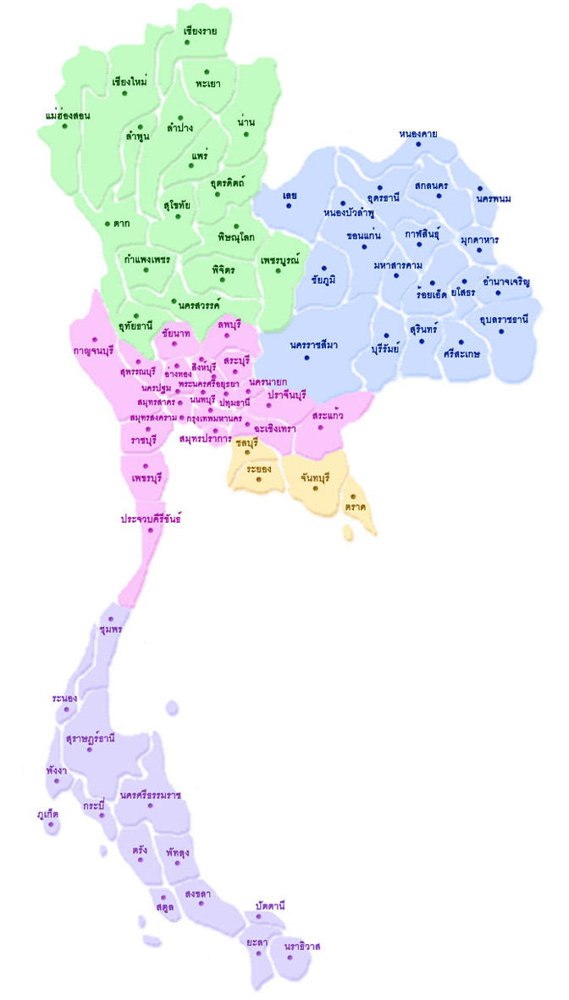 เชียงราย
พะเยา
เชียงใหม่
แม่ฮ่องสอน
ลำปาง
น่าน
ลำพูน
แพร่
อุตรดิตถ์
สุโขทัย
ตาก
พิษณุโลก
กำแพงเพชร
พิจิตร
เพชรบูรณ์
นครสวรรค์
อุทัยธานี
หนองคาย
เลย
อุดรธานี
สกลนคร
นครพนม
หนองบัวลำพู
ขอนแก่น
กาฬสินธุ์
มุกดาหาร
ชัยภูมิ
มหาสารคาม
ร้อยเอ็ด
ยโสธร
อำนาจเจริญ
นครราชสีมา
บุรีรัมย์
สุรินทร์
ศรีสะเกษ
อุบลราชธานี
กาญจนบุรี
ชัยนาท
ลพบุรี
สุพรรณบุรี
อ่างทอง
สิงห์บุรี
สระบุรี
นครปฐม
พระนครศรีอยุธยา
นครนายก
สมุทรสาคร
นนทบุรี
ปทุมธานี
ปราจีนบุรี
สมุทรสงคราม
กรุงเทพมหานคร
ฉะเชิงเทรา
สระแก้ว
ราชบุรี
สมุทรปราการ
ชลบุรี
ระยอง
จันทบุรี
ตราด
เพชรบุรี
ประจวบคีรีขันธ์
ชุมพร
ระนอง
สุราษฎร์ธานี
พังงา
ภูเก็ต
กระบี่
นครศรีธรรมราช
ตรัง
พัทลุง
สตูล
สงขลา
ปัตตานี
ยะลา
นราธิวาส